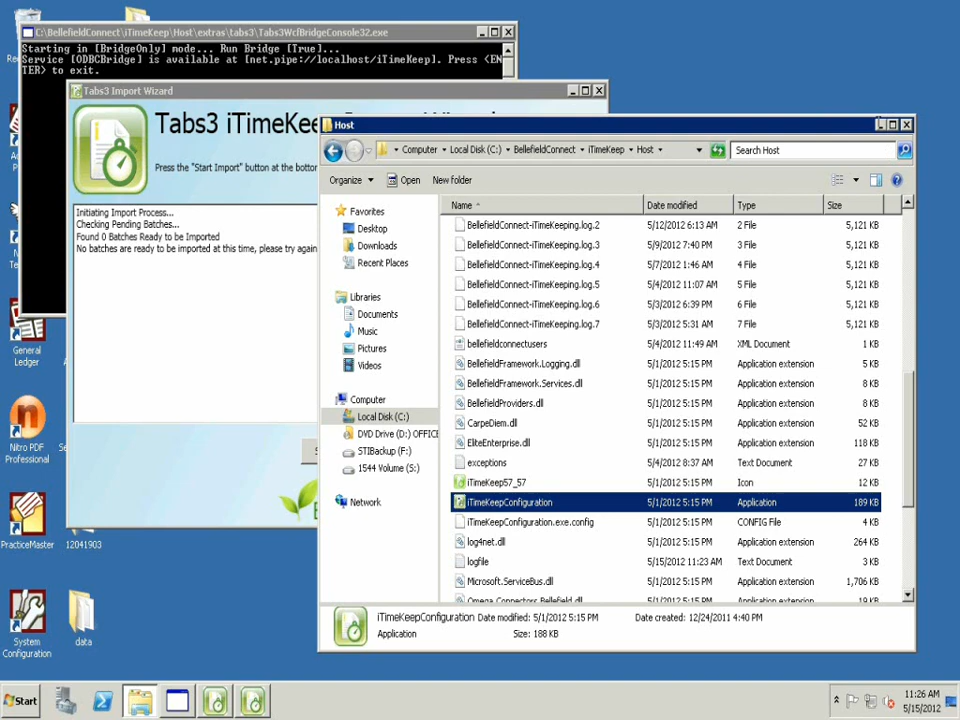 C:\BellefieldConnect\iTimeKeep\Host\extras\tabs3\Tabs3WcfBridgeConsole32.exe
Starting in [BridgeOnly] mode... Run Bridge [True]...
Service [ODBCBridge] is available at [net.pipe://localhost/iTimeKeep]. Press <EN
TER> to exit.
Tabs3 Import Wizard
Tabs3 iTimeKee
Press the "Start Import" button at the bottor
Initiating Import Process...
Checking Pending Batches...
Found 0 Batches Ready to be Imported
No batches are ready to be imported at this time, please try again
Host
Computer Local Disk (C:) BellefieldConnect iTimeKeep Host
Search Host
Organize Open New folder
Name Date modified Type Size
Favorites
Desktop
Downloads
Recent Places
Libraries
Documents
Music
Pictures
Videos
Computer
Local Disk (C:)
DVD Drive (D:) OFFICE
STIBackup (F:)
1544 Volume (S:)
Network
BellefieldConnect-iTimeKeeping.log.2 5/12/2012 6:13 AM 2 File 5,121 KB
BellefieldConnect-iTimeKeeping.log.3 5/9/2012 7:40 PM 3 File 5,121 KB
BellefieldConnect-iTimeKeeping.log.4 5/7/2012 1:46 AM 4 File 5,121 KB
BellefieldConnect-iTimeKeeping.log.5 5/4/2012 11:07 AM 5 File 5,121 KB
BellefieldConnect-iTimeKeeping.log.6 5/3/2012 6:39 PM 6 File 5,121 KB
BellefieldConnect-iTimeKeeping.log.7 5/3/2012 5:31 AM 7 File 5,121 KB
bellefieldconnectusers 5/4/2012 11:49 AM XML Document 1 KB
BellefieldFramework.Logging.dll 5/1/2012 5:15 PM Application extension 5 KB
BellefieldFramework.Services.dll 5/1/2012 5:15 PM Application extension 8 KB
BellefieldProviders.dll 5/1/2012 5:15 PM Application extension 8 KB
CarpeDiem.dll 5/1/2012 5:15 PM Application extension 52 KB
EliteEnterprise.dll 5/1/2012 5:15 PM Application extension 118 KB
exceptions 5/4/2012 8:37 AM Text Document 27 KB
iTimeKeep57_57 5/1/2012 5:15 PM Icon 12 KB
iTimeKeepConfiguration 5/1/2012 5:15 PM Application 189 KB
iTimeKeepConfiguration.exe.config 5/1/2012 5:15 PM CONFIG File 4 KB
log4net.dll 5/1/2012 5:15 PM Application extension 264 KB
logfile 5/15/2012 11:23 AM Text Document 3 KB
Microsoft.ServiceBus.dll 5/1/2012 5:15 PM Application extension 1,706 KB
Omega.Connectors.Bellefield.dll 5/1/2012 5:15 PM Application extension 19 KB
iTimeKeepConfiguration Date modified: 5/1/2012 5:15 PM Date created: 12/24/2011 4:40 PM
Application Size: 188 KB
General
Ledger
Nitro PDF
Professional
PracticeMaster
12041903
System
Configuration
data
Start
11:26 AM
5/15/2012